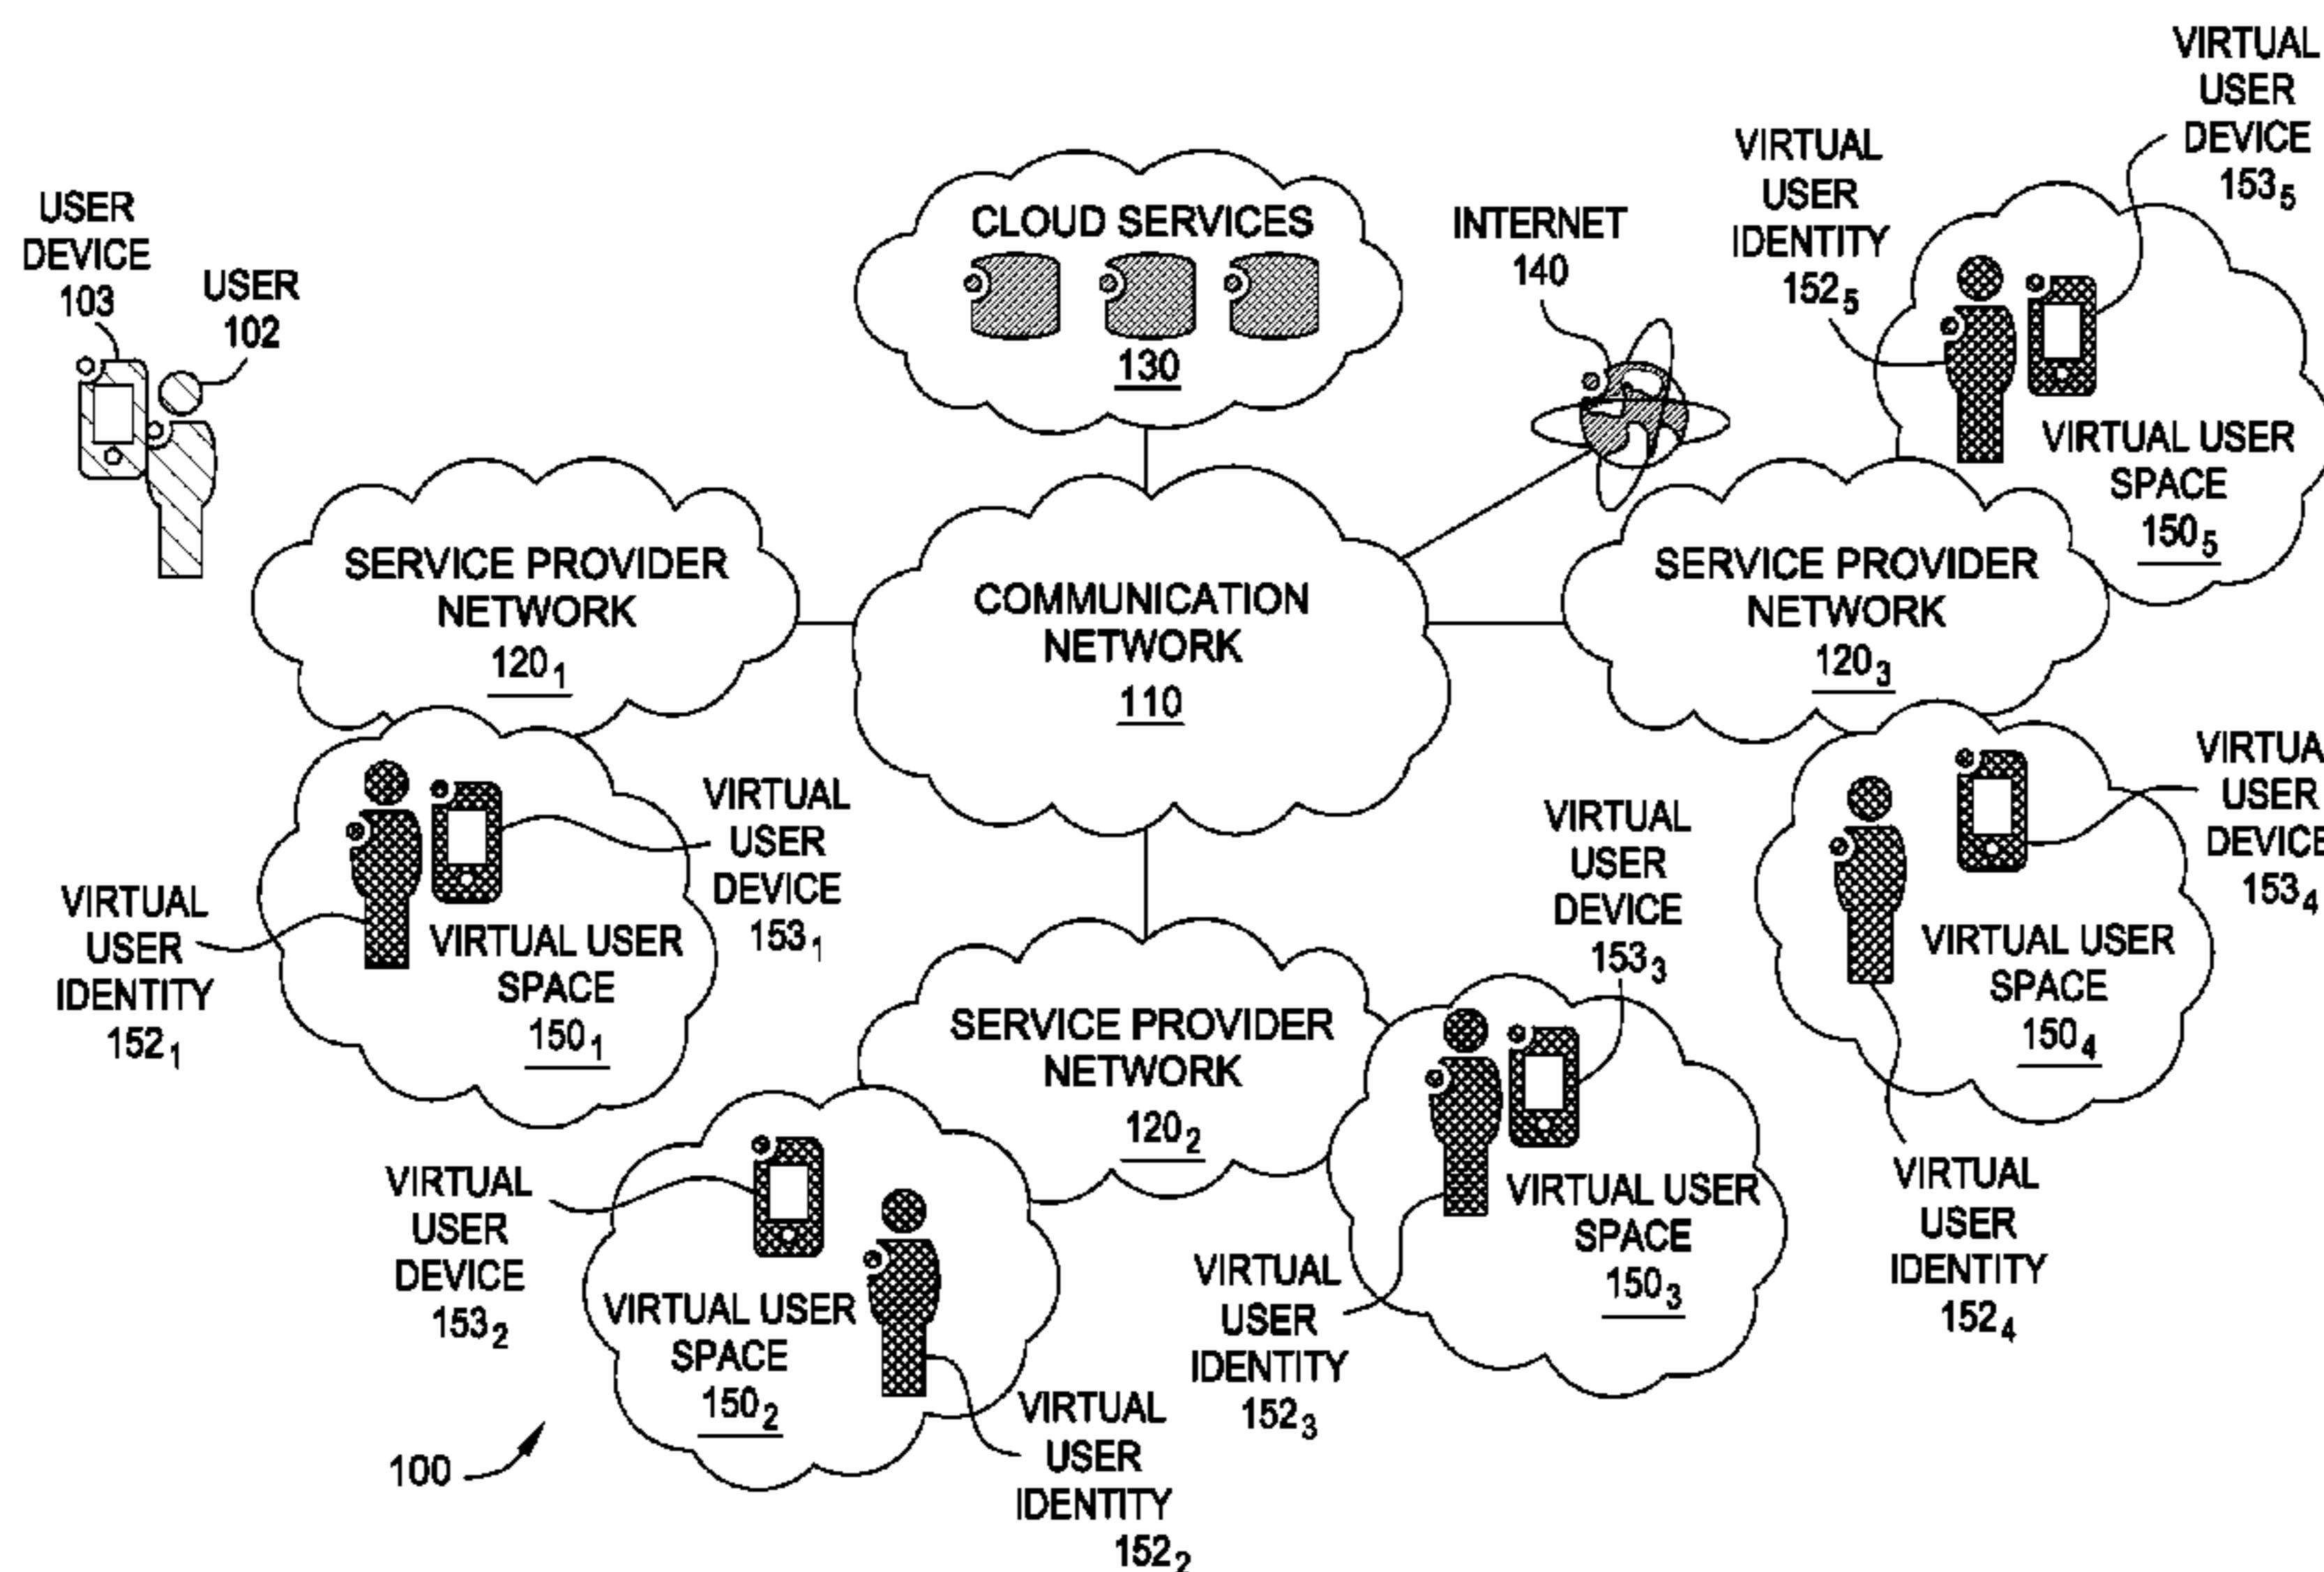 USER
DEVICE
103
USER
102
CLOUD SERVICES
130
INTERNET
140
VIRTUAL
USER
IDENTITY
152₅
VIRTUAL
USER
DEVICE
153₅
VIRTUAL USER
SPACE
150₅
SERVICE PROVIDER
NETWORK
120₁
COMMUNICATION
NETWORK
110
SERVICE PROVIDER
NETWORK
120₃
VIRTUAL
USER
IDENTITY
152₁
VIRTUAL USER
SPACE
150₁
VIRTUAL
USER
DEVICE
153₁
SERVICE PROVIDER
NETWORK
120₂
VIRTUAL
USER
DEVICE
153₃
VIRTUAL USER
SPACE
150₄
VIRTUA
USER
DEVICE
153₄
VIRTUAL
USER
DEVICE
153₂
VIRTUAL USER
SPACE
150₂
VIRTUAL
USER
IDENTITY
152₃
VIRTUAL USER
SPACE
150₃
VIRTUAL
USER
IDENTITY
152₄
VIRTUAL
USER
IDENTITY
152₂
100